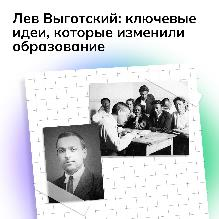 Лев Выготский: ключевые
идеи, которые изменили
образование